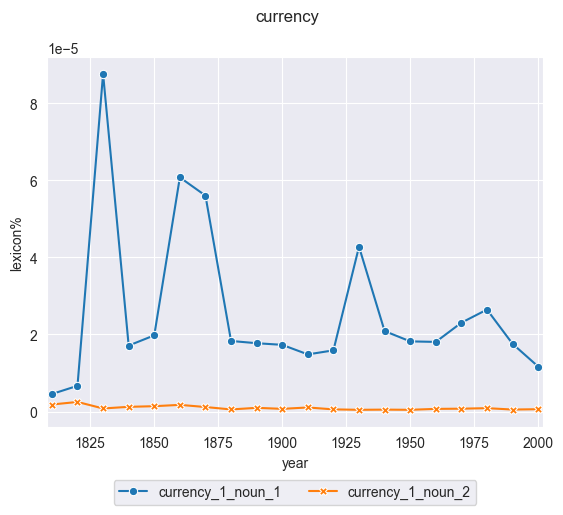 currency
1e−5
8
6
4
2
0
lexicon%
1825 1850 1875 1900 1925 1950 1975 2000
year
currency_1_noun_1 currency_1_noun_2